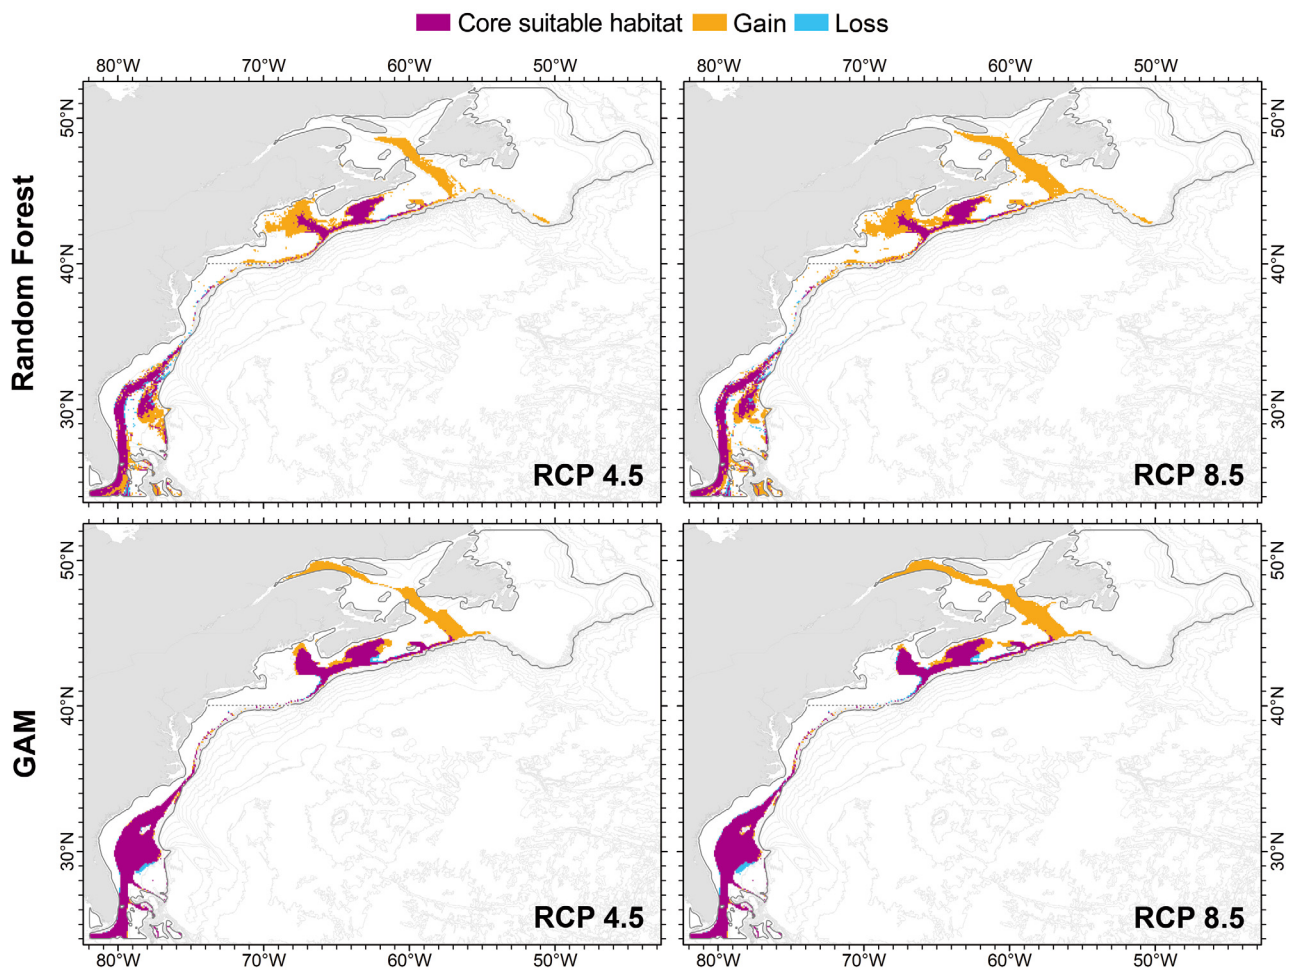 Core suitable habitat Gain Loss
80°W 70°W 60°W 50°W 80°W 70°W 60°W 50°W
Random Forest
50°N
40°N
30°N
RCP 4.5
RCP 8.5
50°N
40°N
30°N
GAM
50°N
40°N
30°N
RCP 4.5
RCP 8.5
50°N
40°N
30°N
80°W 70°W 60°W 50°W 80°W 70°W 60°W 50°W